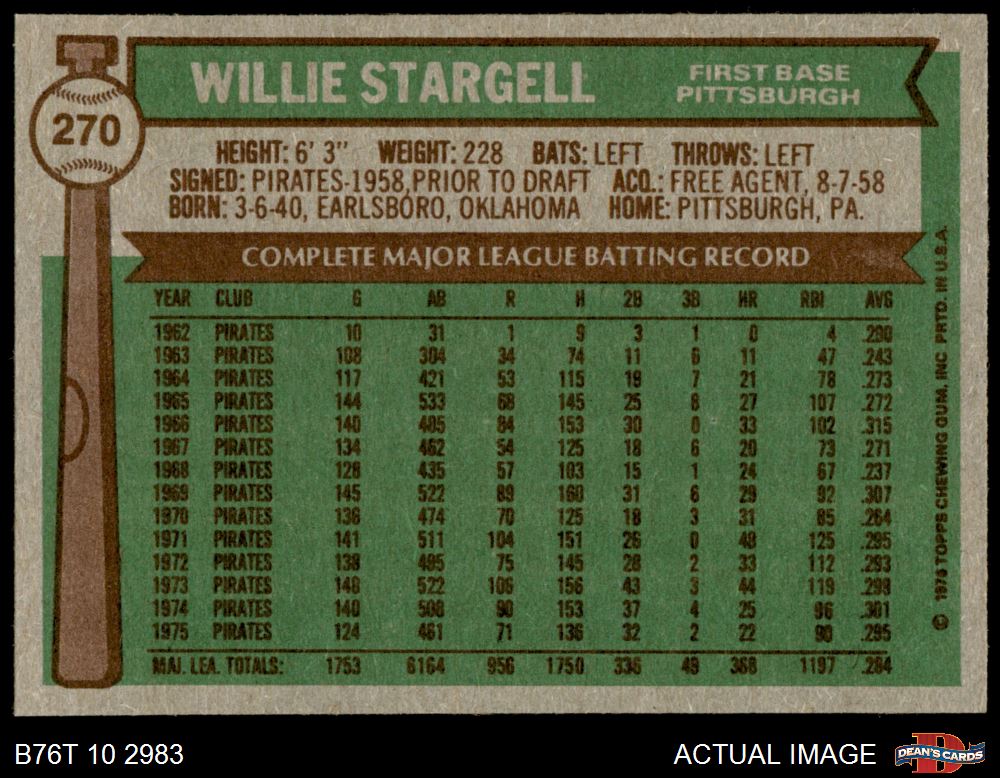 WILLIE STARGELL
FIRST BASE
PITTSBURGH
270
HEIGHT: 6' 3" WEIGHT: 228 BATS: LEFT THROWS: LEFT
SIGNED: PIRATES-1958, PRIOR TO DRAFT ACQ.: FREE AGENT, 8-7-58
BORN: 3-6-40, EARLSBORO, OKLAHOMA HOME: PITTSBURGH, PA.
COMPLETE MAJOR LEAGUE BATTING RECORD
YEAR CLUB G AB R H 2B 3B HR RBI AVG
1962 PIRATES 10 31 1 9 3 1 0 4 .290
1963 PIRATES 108 304 34 74 11 6 11 47 .243
1964 PIRATES 117 421 53 115 19 7 21 78 .273
1965 PIRATES 144 533 68 145 25 8 27 107 .272
1966 PIRATES 140 485 84 153 30 0 33 102 .315
1967 PIRATES 134 462 54 125 18 6 20 73 .271
1968 PIRATES 128 435 57 103 15 1 24 67 .237
1969 PIRATES 145 522 89 160 31 6 29 92 .307
1970 PIRATES 136 474 70 125 18 3 31 85 .264
1971 PIRATES 141 511 104 151 26 0 48 125 .295
1972 PIRATES 138 495 75 145 28 2 33 112 .293
1973 PIRATES 148 522 106 156 43 3 44 119 .299
1974 PIRATES 140 508 90 153 37 4 25 96 .301
1975 PIRATES 124 461 71 136 32 2 22 90 .295
MAJ. LEA. TOTALS: 1753 6164 956 1750 336 49 368 1197 .284
© 1976 TOPPS CHEWING GUM, INC PRTD. IN U.S.A.
B76T 10 2983
ACTUAL IMAGE
DEAN'S CARDS